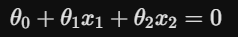 θ₀ + θ₁x₁ + θ₂x₂ = 0